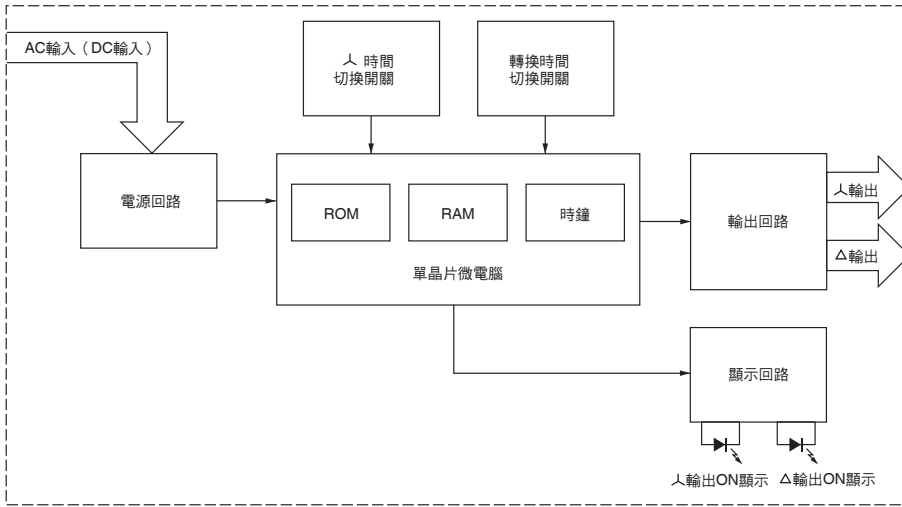 AC輸入（DC輸入）
人 時間
切換開關
轉換時間
切換開關
電源回路
ROM
RAM
時鐘
單晶片微電腦
輸出回路
人輸出
△輸出
顯示回路
人輸出ON顯示
△輸出ON顯示